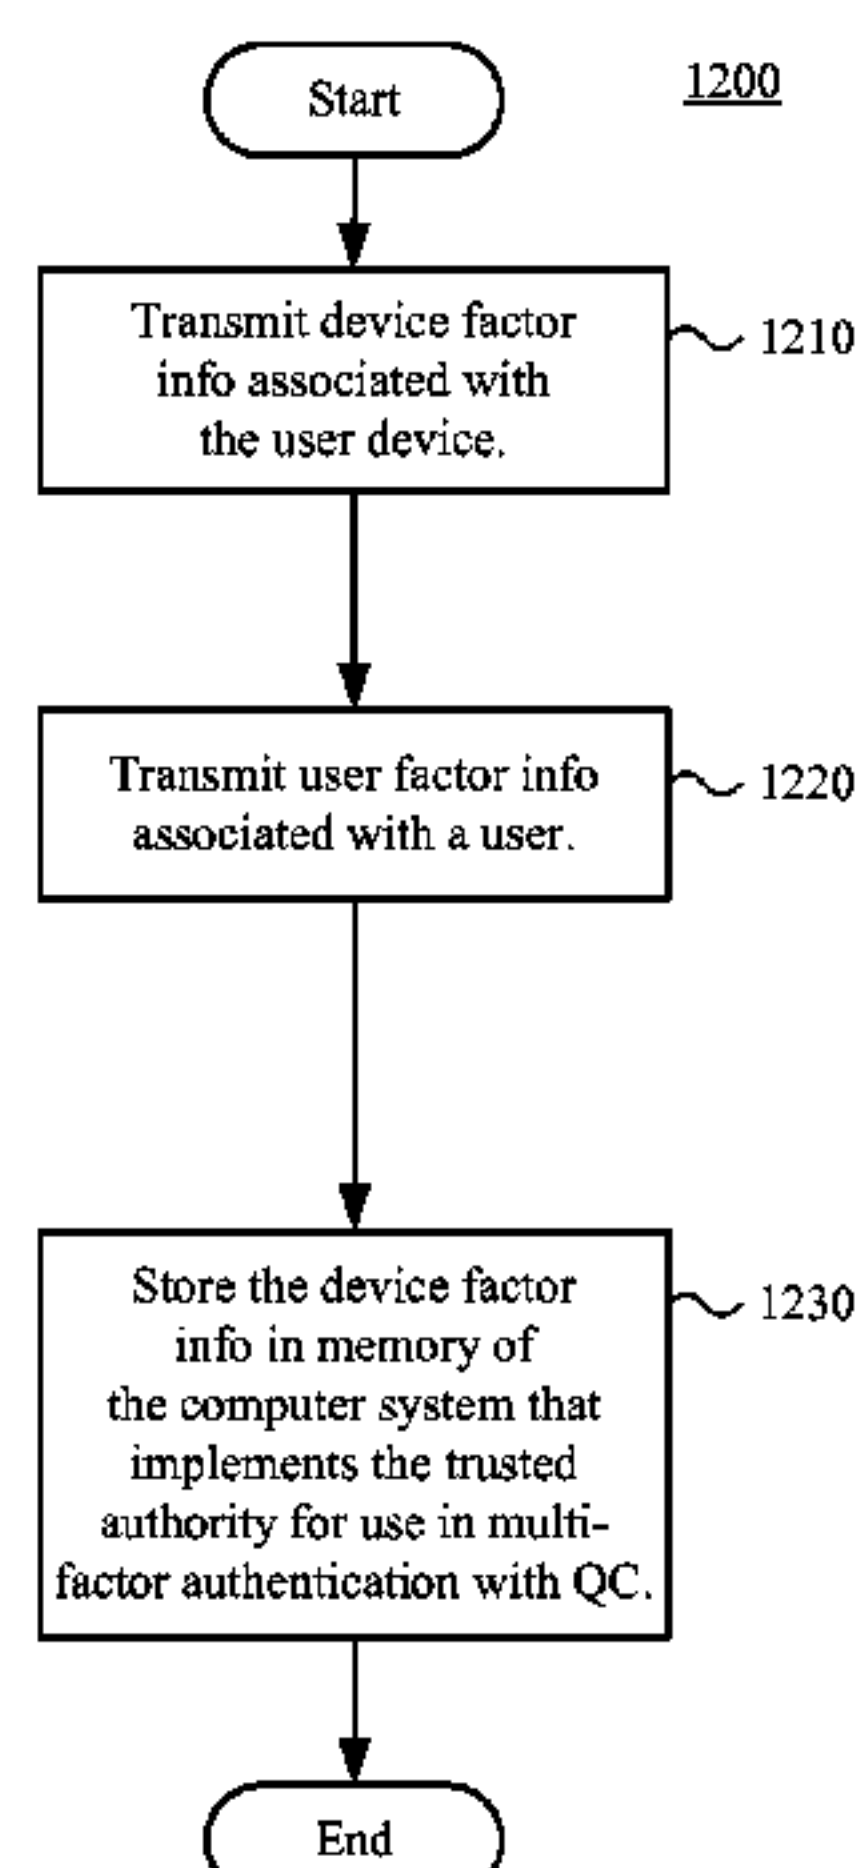 Start
1200
Transmit device factor
info associated with
the user device.
1210
Transmit user factor info
associated with a user.
1220
Store the device factor
info in memory of
the computer system that
implements the trusted
authority for use in multi-
factor authentication with QC.
1230
End